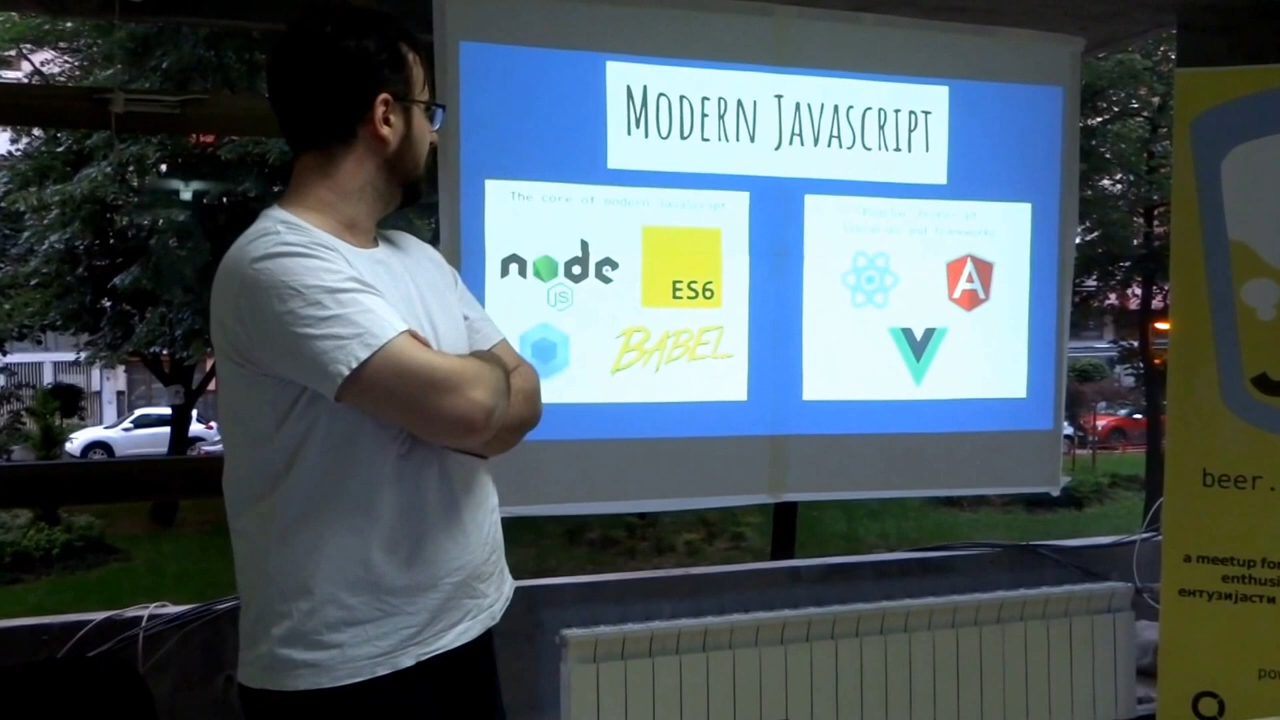 Modern Javascript
The core of modern JavaScript
node
JS
ES6
BABEL
A
beer.
a meetup for
enthusi
ентузијасти
po